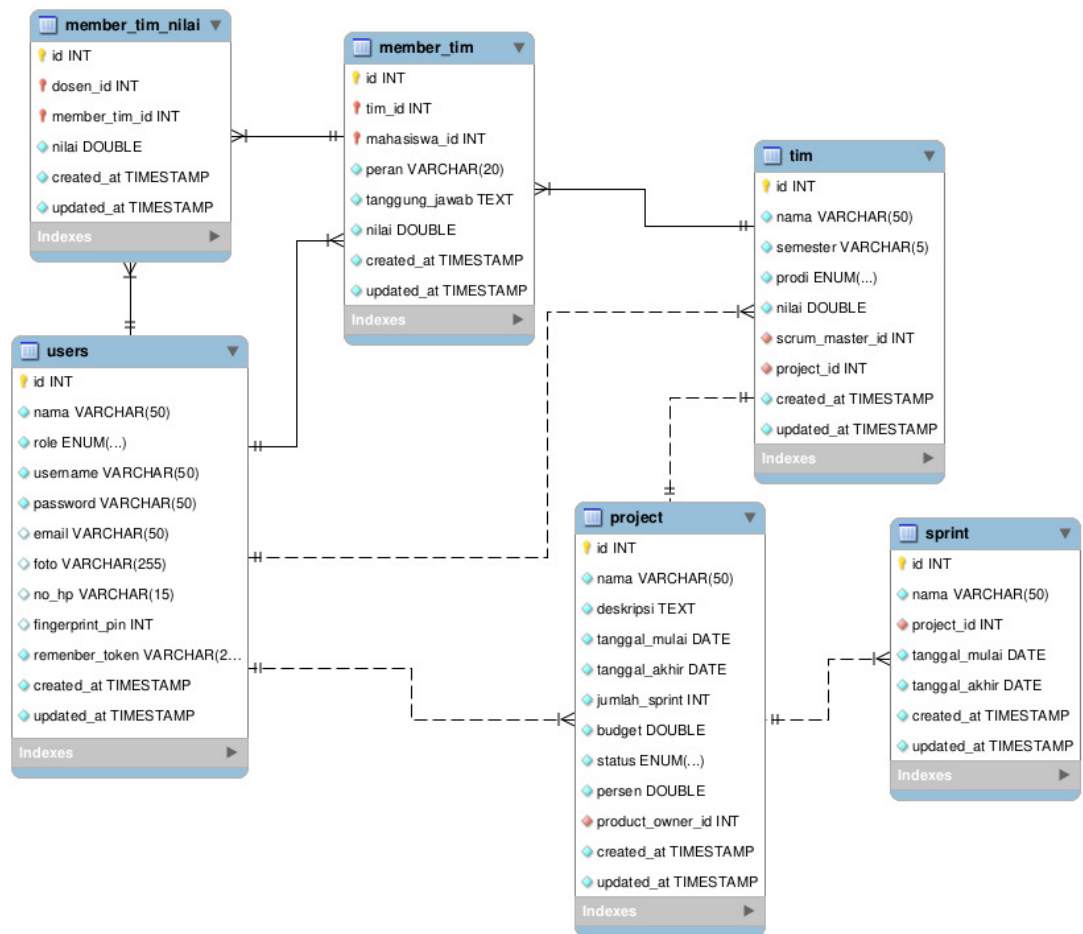 member_tim_nilai
id INT
dosen_id INT
member_tim_id INT
nilai DOUBLE
created_at TIMESTAMP
updated_at TIMESTAMP
Indexes
member_tim
id INT
tim_id INT
mahasiswa_id INT
peran VARCHAR(20)
tanggung_jawab TEXT
nilai DOUBLE
created_at TIMESTAMP
updated_at TIMESTAMP
Indexes
tim
id INT
nama VARCHAR(50)
semester VARCHAR(5)
prodi ENUM(...)
nilai DOUBLE
scrum_master_id INT
project_id INT
created_at TIMESTAMP
updated_at TIMESTAMP
Indexes
users
id INT
nama VARCHAR(50)
role ENUM(...)
username VARCHAR(50)
password VARCHAR(50)
email VARCHAR(50)
foto VARCHAR(255)
no_hp VARCHAR(15)
fingerprint_pin INT
remenber_token VARCHAR(2...
created_at TIMESTAMP
updated_at TIMESTAMP
Indexes
project
id INT
nama VARCHAR(50)
deskripsi TEXT
tanggal_mulai DATE
tanggal_akhir DATE
jumlah_sprint INT
budget DOUBLE
status ENUM(...)
persen DOUBLE
product_owner_id INT
created_at TIMESTAMP
updated_at TIMESTAMP
Indexes
sprint
id INT
nama VARCHAR(50)
project_id INT
tanggal_mulai DATE
tanggal_akhir DATE
created_at TIMESTAMP
updated_at TIMESTAMP
Indexes